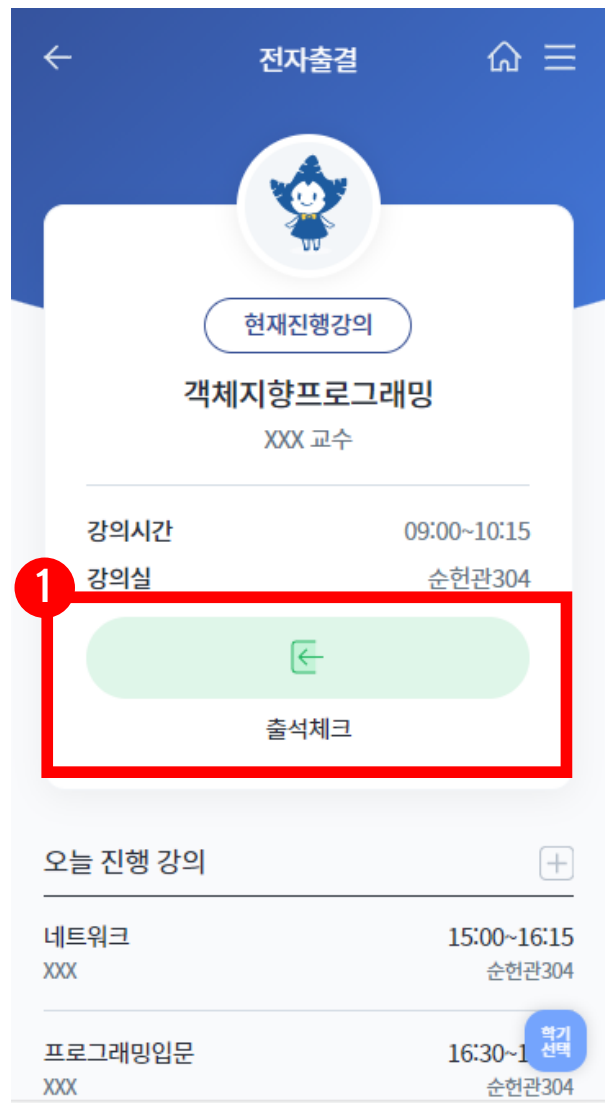 전자출결
현재진행강의
객체지향프로그래밍
XXX 교수
강의시간 09:00~10:15
1
강의실 순헌관304
출석체크
오늘 진행 강의
네트워크 15:00~16:15
XXX 순헌관304
학기
선택
프로그래밍입문 16:30~1
XXX 순헌관304